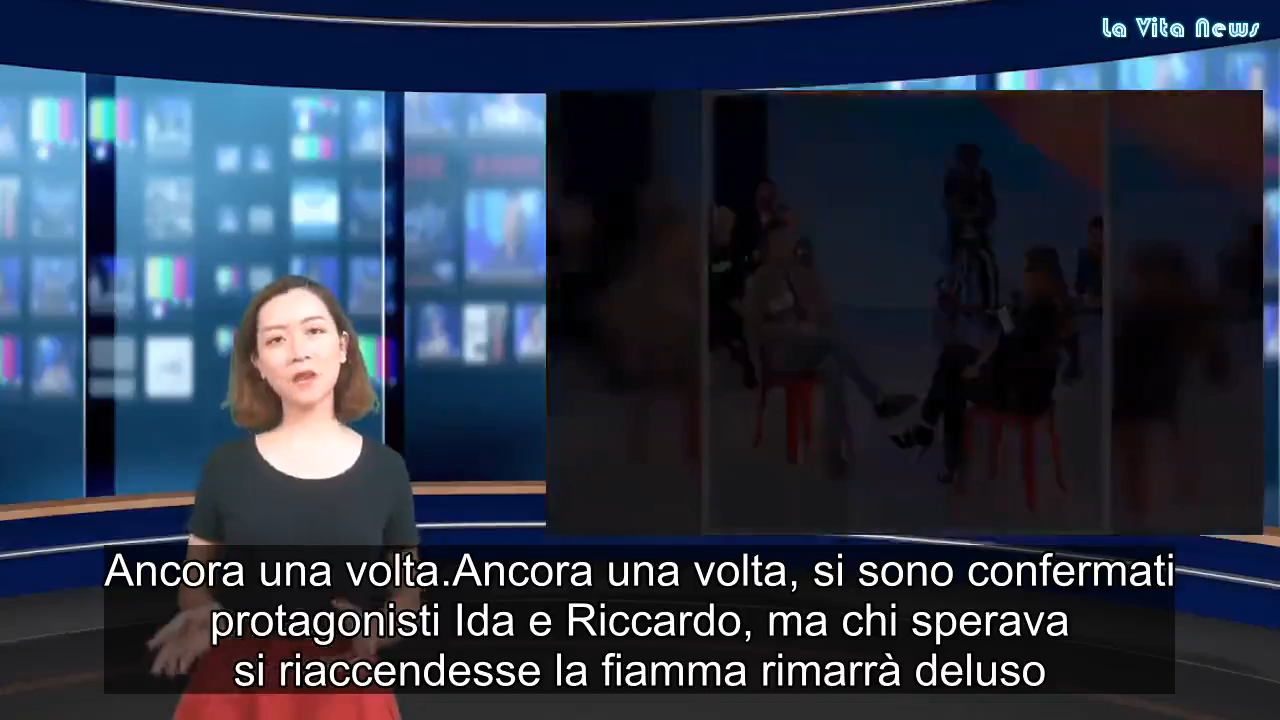 La Vita News
Ancora una volta.Ancora una volta, si sono confermati
protagonisti Ida e Riccardo, ma chi sperava
si riaccendesse la fiamma rimarrà deluso